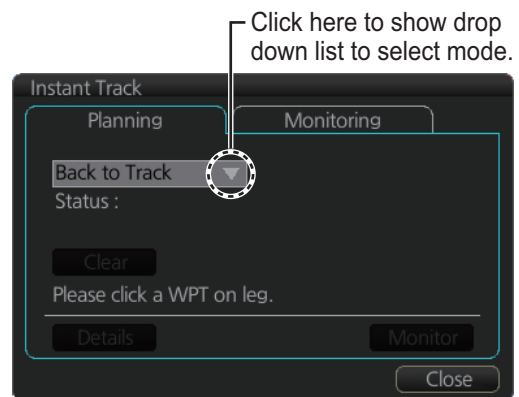 Click here to show drop
down list to select mode.
Instant Track
Planning Monitoring
Back to Track
Status :
Clear
Please click a WPT on leg.
Details Monitor
Close